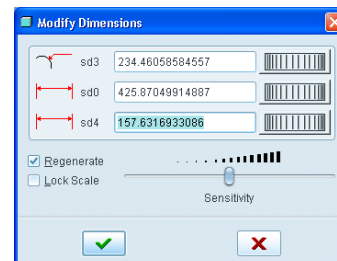 Modify Dimensions
sd3 234.46058584557
sd0 425.87049914887
sd4 157.6316933086
Regenerate
Lock Scale
Sensitivity